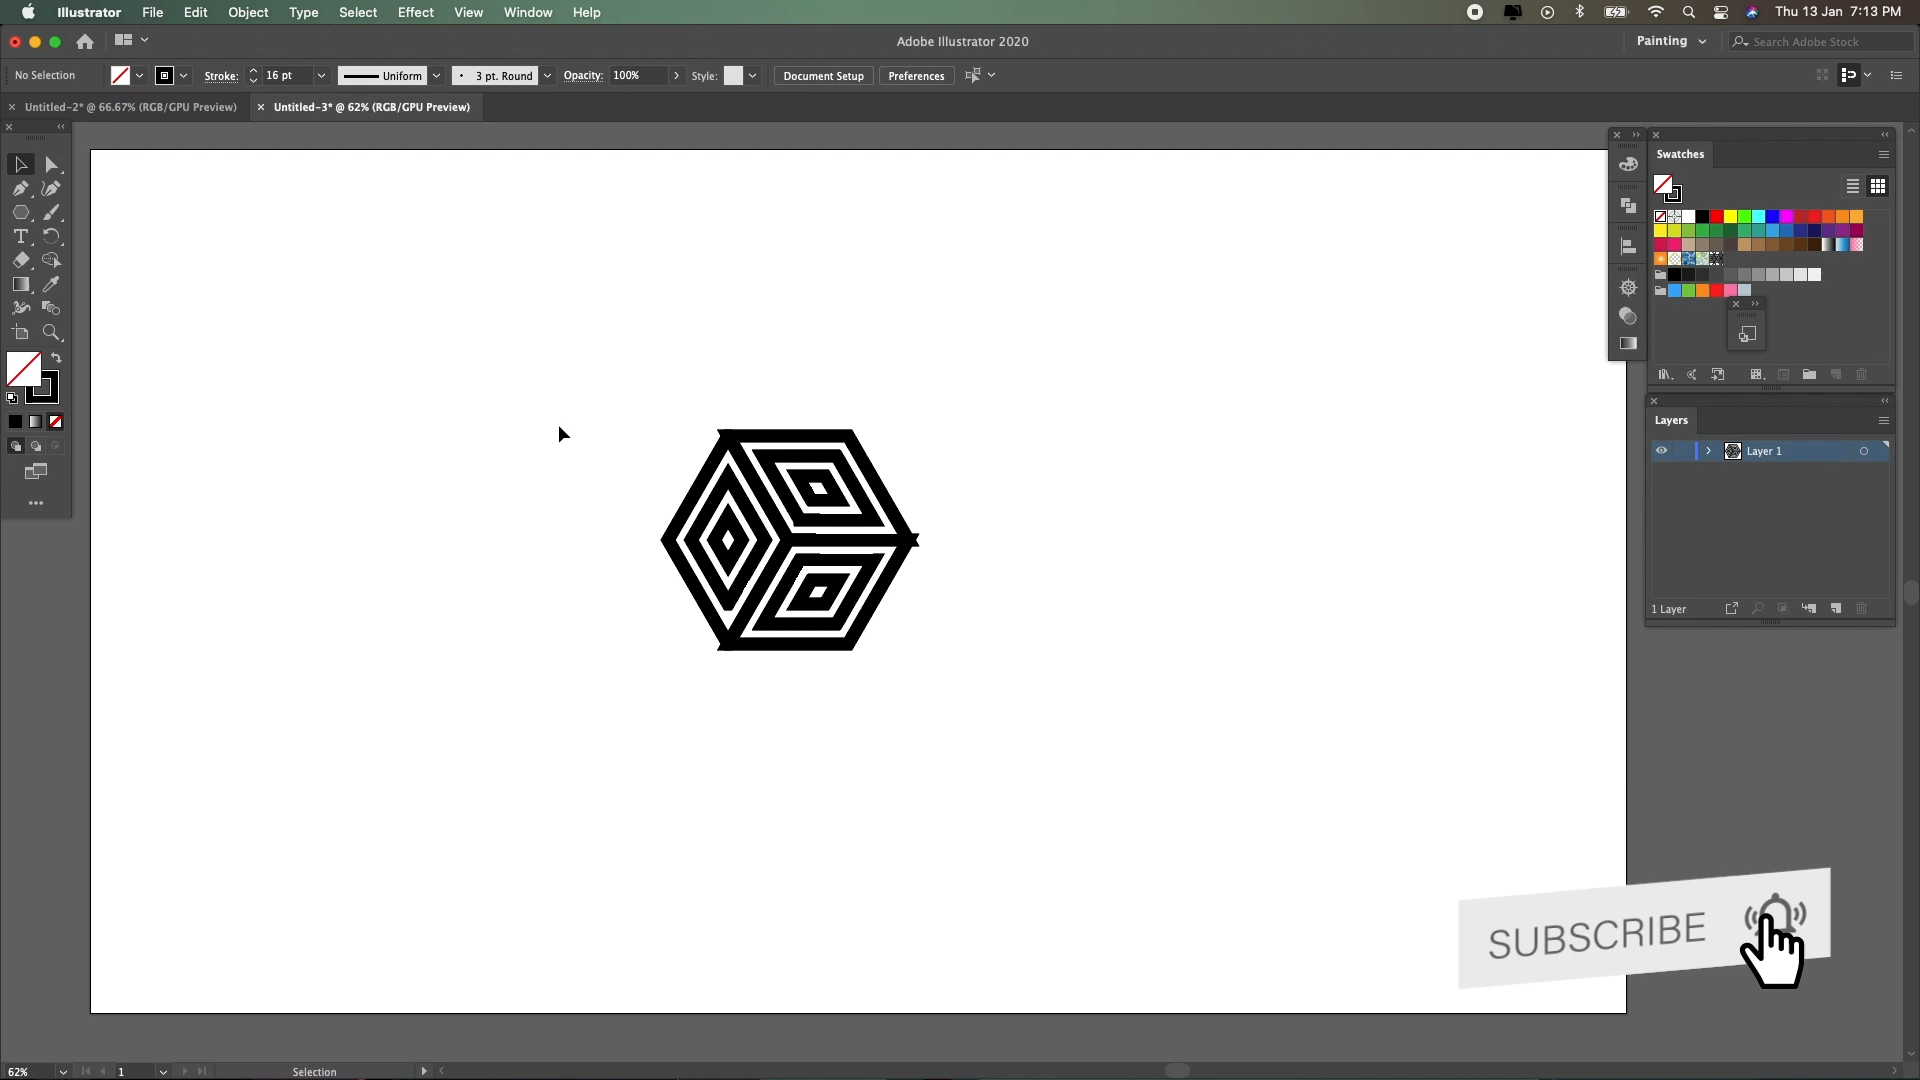 Illustrator File Edit Object Type Select Effect View Window Help Thu 13 Jan 7:13 PM
Adobe Illustrator 2020 Painting Search Adobe Stock
No Selection Stroke: 16 pt Uniform 3 pt. Round Opacity: 100% Style: Document Setup Preferences
Untitled-2* @ 66.67% (RGB/GPU Preview) Untitled-3* @ 62% (RGB/GPU Preview)
Swatches
Layers
Layer 1
1 Layer
SUBSCRIBE
62% 1 Selection